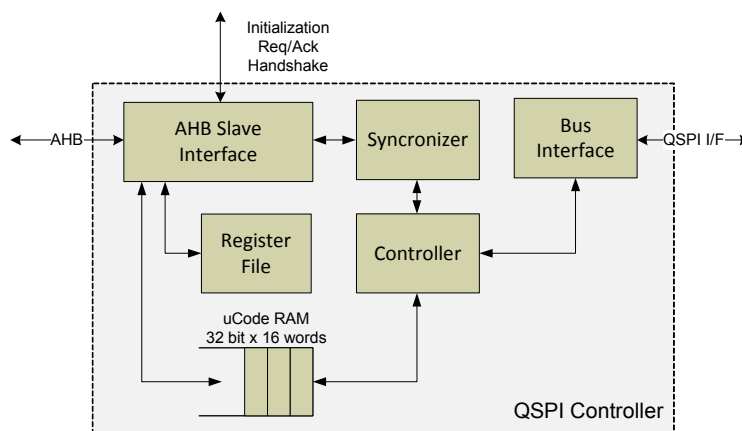 Initialization
Req/Ack
Handshake
AHB
AHB Slave
Interface
Syncronizer
Bus
Interface
QSPI I/F
Register
File
Controller
uCode RAM
32 bit x 16 words
QSPI Controller